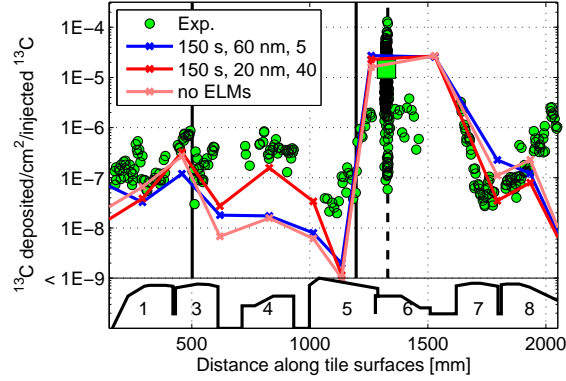 Exp.
150 s, 60 nm, 5
150 s, 20 nm, 40
no ELMs
¹³C deposited/cm²/injected ¹³C
1E−4
1E−5
1E−6
1E−7
1E−8
< 1E−9
1 3 4 5 6 7 8
500 1000 1500 2000
Distance along tile surfaces [mm]